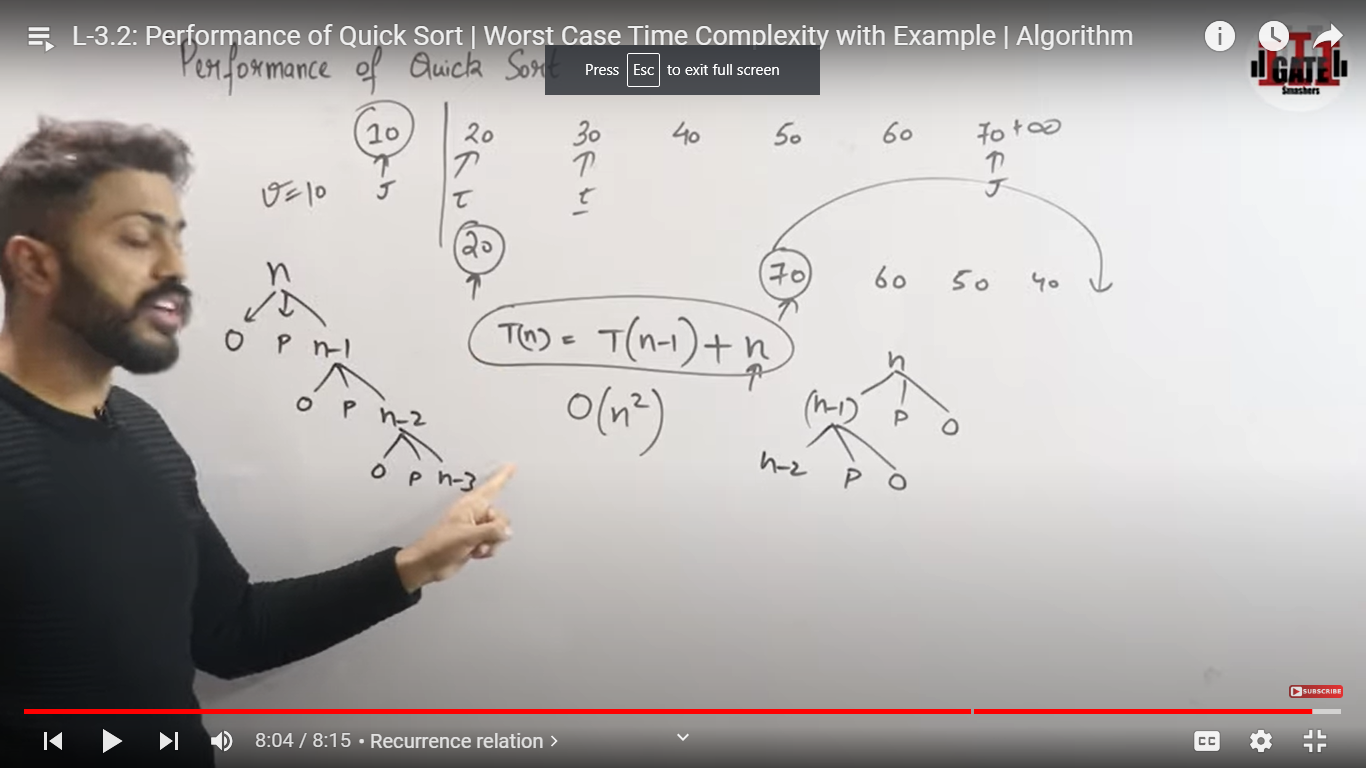 L-3.2: Performance of Quick Sort | Worst Case Time Complexity with Example | Algorithm
Press Esc to exit full screen
GATE
Smashers
Performance of Quick Sort
10 20 30 40 50 60 70 +∞
v=10 J I I J
20
70 60 50 40
T(n) = T(n-1) + n
O(n²)
n
O P n-1
O P n-2
O P n-3
n
(n-1) P O
n-2 P O
SUBSCRIBE
8:04 / 8:15 • Recurrence relation >
CC